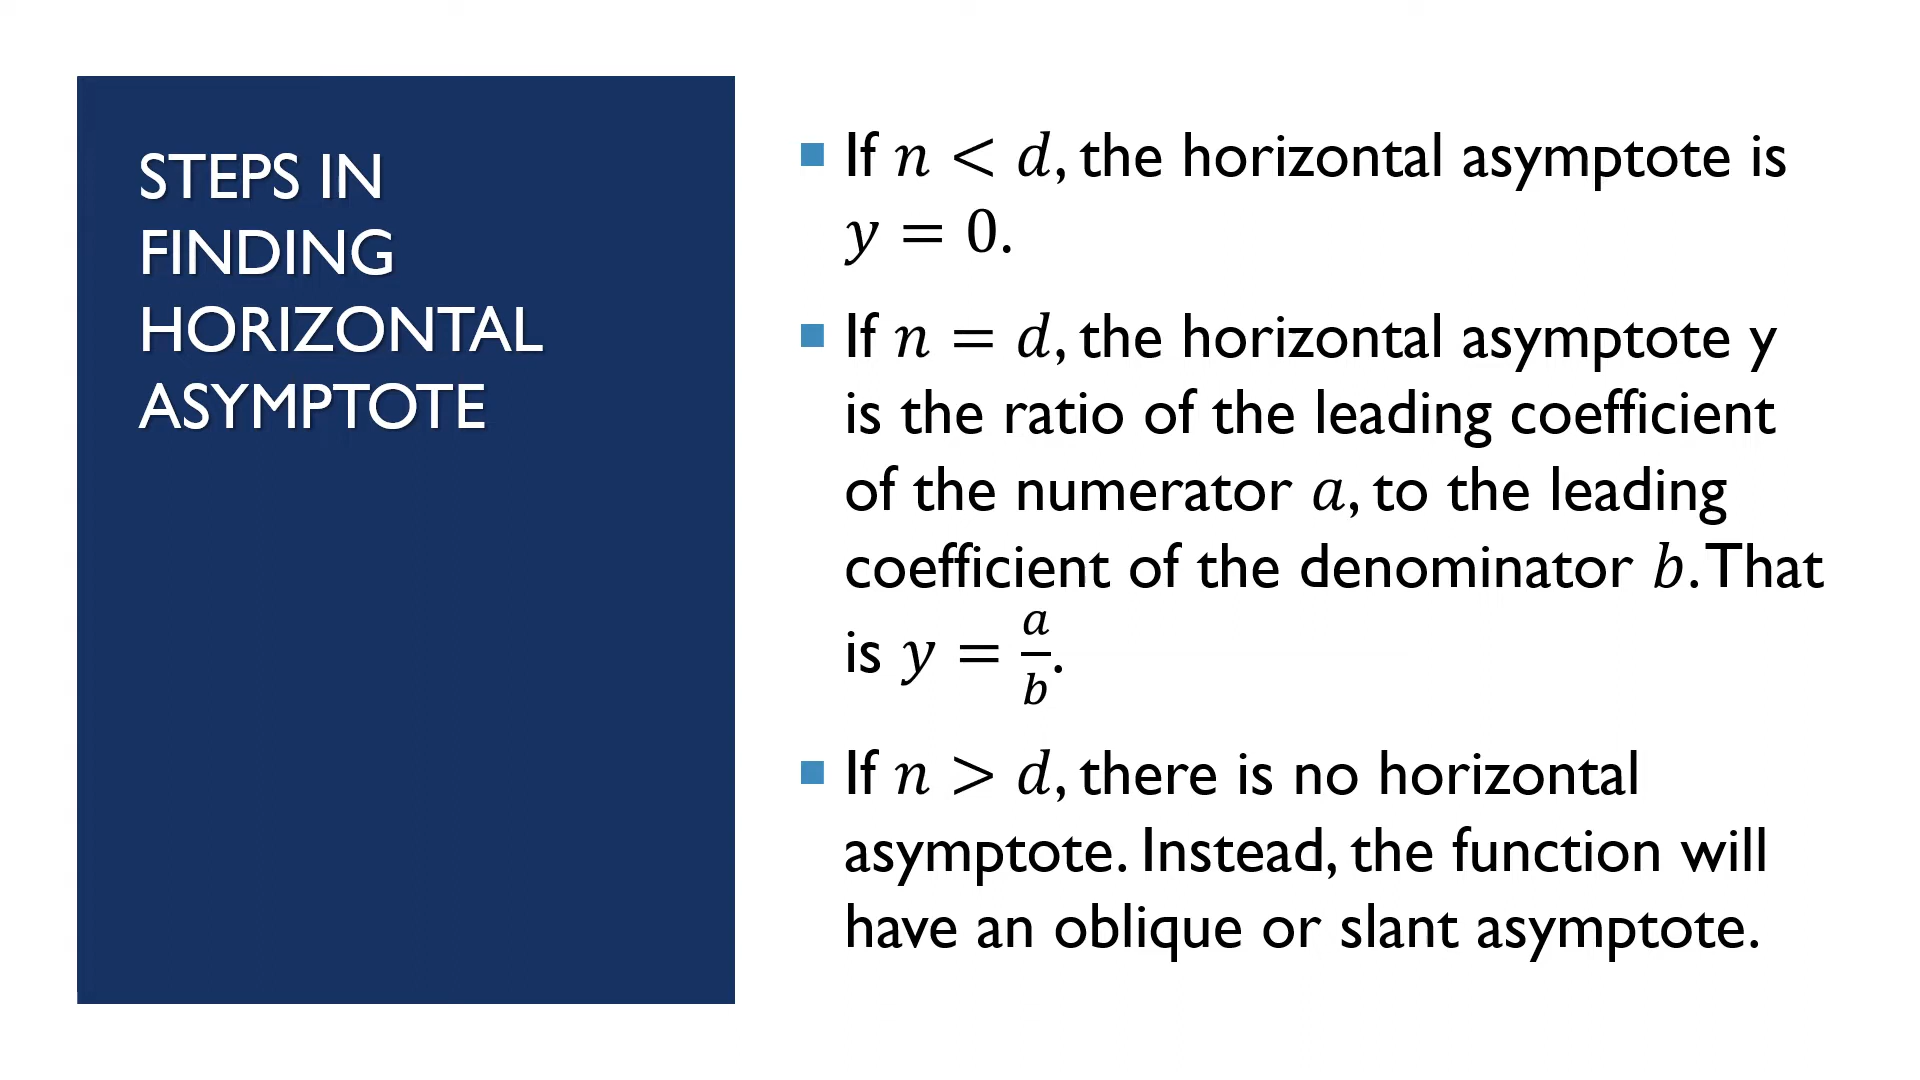 STEPS IN
FINDING
HORIZONTAL
ASYMPTOTE
If n < d, the horizontal asymptote is
y = 0.
If n = d, the horizontal asymptote y
is the ratio of the leading coefficient
of the numerator a, to the leading
coefficient of the denominator b. That
is y = a/b.
If n > d, there is no horizontal
asymptote. Instead, the function will
have an oblique or slant asymptote.